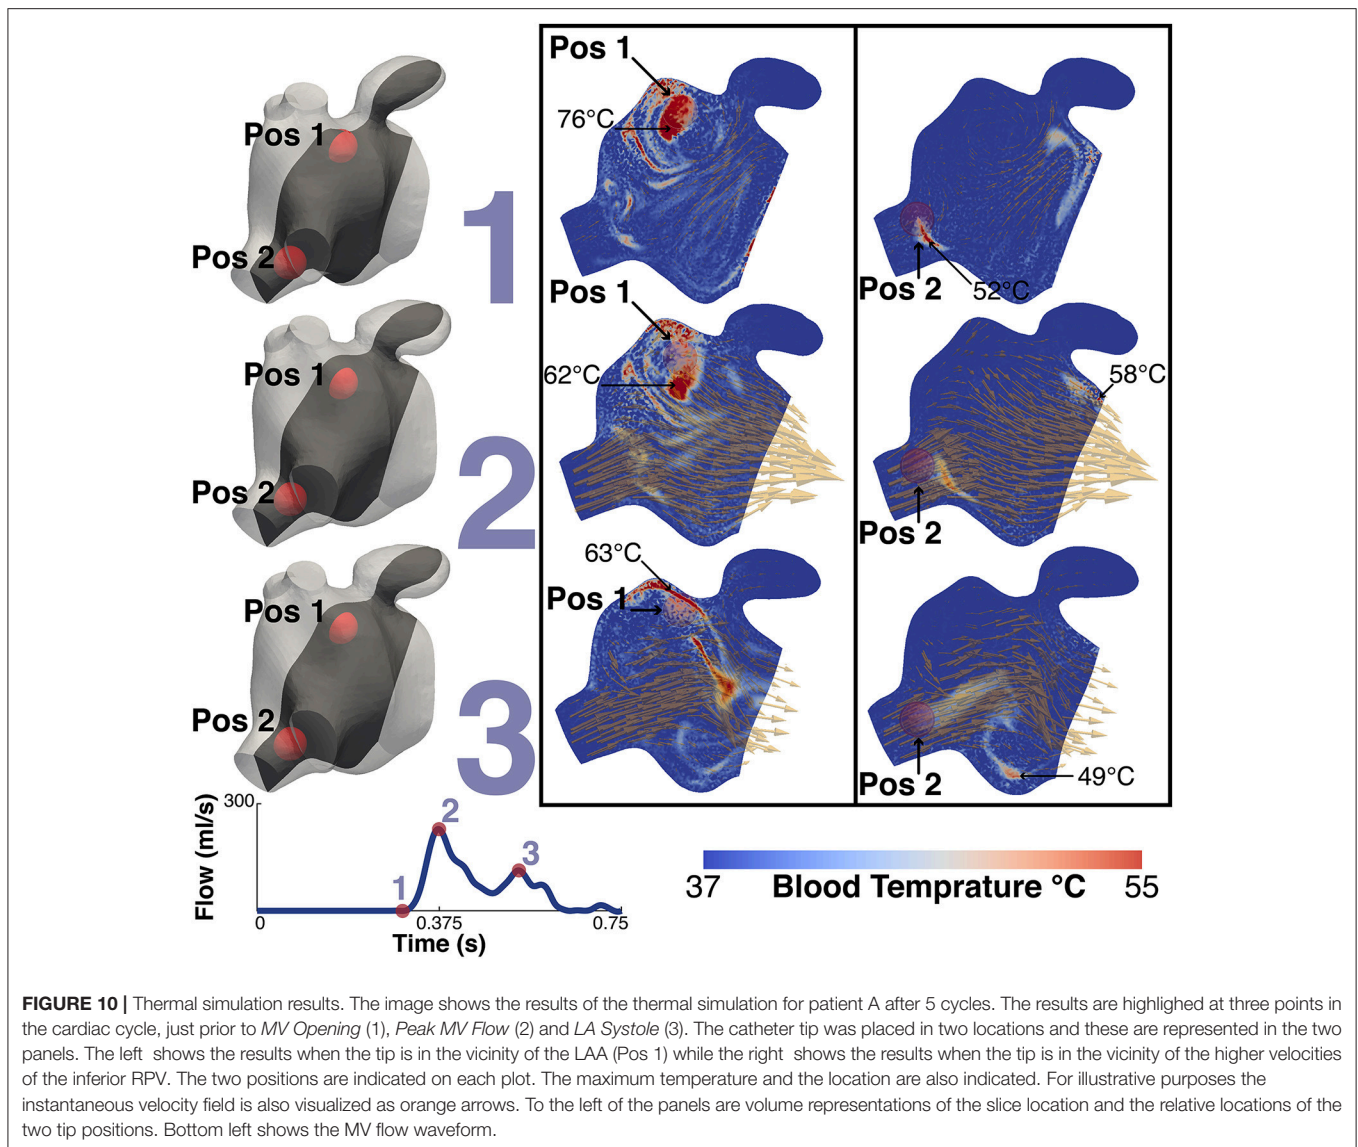 Pos 1
76°C
Pos 1
Pos 2
1
Pos 2
52°C
Pos 1
62°C
Pos 1
Pos 2
2
58°C
Pos 2
63°C
Pos 1
Pos 1
Pos 2
3
Pos 2
49°C
300
Flow (ml/s)
1
2
3
0
0.375
0.75
Time (s)
37
Blood Temprature °C
55
FIGURE 10 | Thermal simulation results. The image shows the results of the thermal simulation for patient A after 5 cycles. The results are highlighed at three points in
the cardiac cycle, just prior to MV Opening (1), Peak MV Flow (2) and LA Systole (3). The catheter tip was placed in two locations and these are represented in the two
panels. The left shows the results when the tip is in the vicinity of the LAA (Pos 1) while the right shows the results when the tip is in the vicinity of the higher velocities
of the inferior RPV. The two positions are indicated on each plot. The maximum temperature and the location are also indicated. For illustrative purposes the
instantaneous velocity field is also visualized as orange arrows. To the left of the panels are volume representations of the slice location and the relative locations of the
two tip positions. Bottom left shows the MV flow waveform.